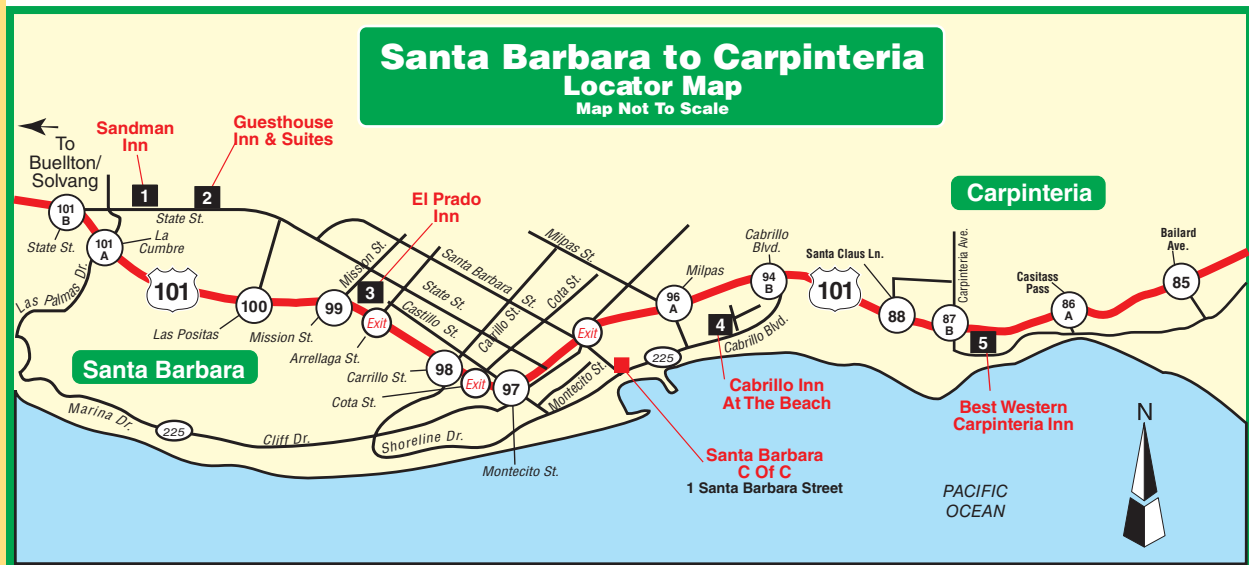 Santa Barbara to Carpinteria
Locator Map
Map Not To Scale
To
Buellton/
Solvang
Sandman
Inn
Guesthouse
Inn & Suites
El Prado
Inn
Carpinteria
1
2
State St.
101
B
State St.
101
A
La
Cumbre
Las Palmas Dr.
101
100
Las Positas
99
Mission St.
Mission St.
3
Exit
Arrellaga St.
Santa Barbara
St.
State St.
Castillo St.
Carrillo St.
Cota St.
Milpas St.
98
Carrillo St.
Exit
Cota St.
97
Montecito St.
Exit
Montecito St.
96
A
Milpas
Cabrillo
Blvd.
94
B
4
Cabrillo Blvd.
225
101
Santa Claus Ln.
88
Carpinteria Ave.
87
B
5
Casitass
Pass
86
A
Bailard
Ave.
85
Santa Barbara
Marina Dr.
225
Cliff Dr.
Shoreline Dr.
Cabrillo Inn
At The Beach
Best Western
Carpinteria Inn
Santa Barbara
C Of C
1 Santa Barbara Street
PACIFIC
OCEAN
N